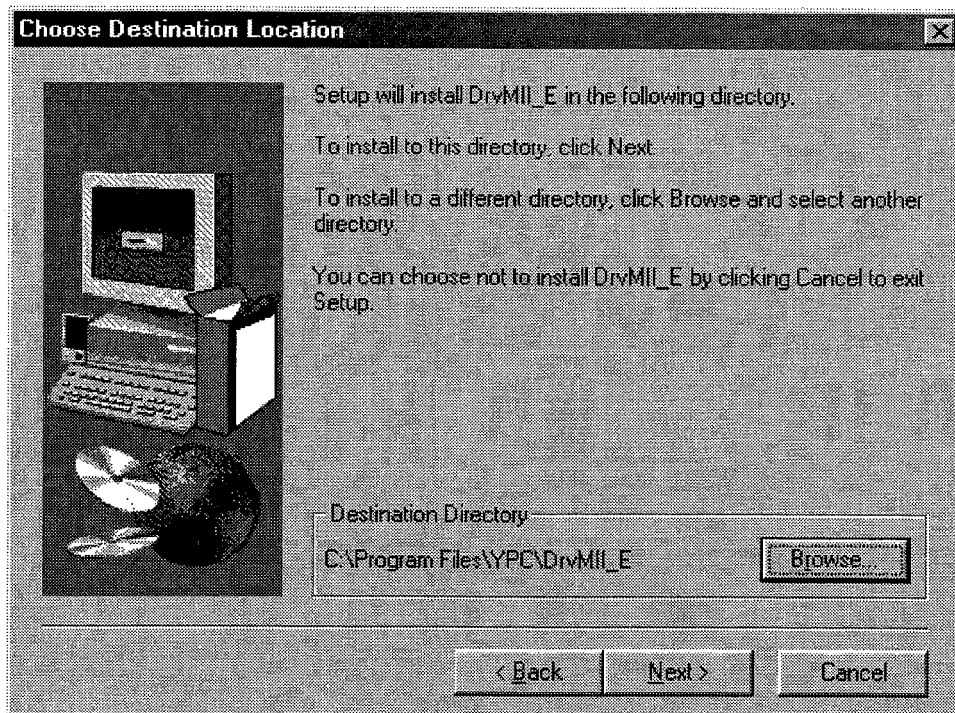 Choose Destination Location
Setup will install DrvMII_E in the following directory.
To install to this directory, click Next.
To install to a different directory, click Browse and select another
directory.
You can choose not to install DrvMII_E by clicking Cancel to exit
Setup.
Destination Directory
C:\Program Files\YPC\DrvMII_E
Browse...
< Back
Next >
Cancel